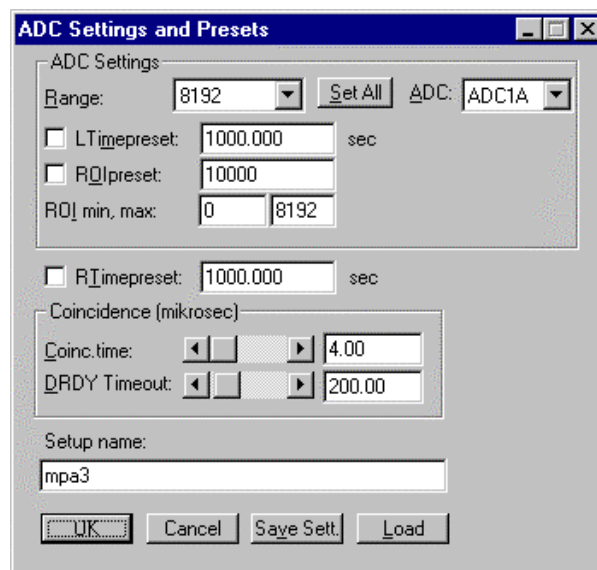 ADC Settings and Presets
ADC Settings
Range: 8192 Set All ADC: ADC1A
LTimepreset: 1000.000 sec
ROIpreset: 10000
ROI min, max: 0 8192
RTimepreset: 1000.000 sec
Coincidence (mikrosec)
Coinc.time: 4.00
DRDY Timeout: 200.00
Setup name:
mpa3
OK Cancel Save Sett. Load